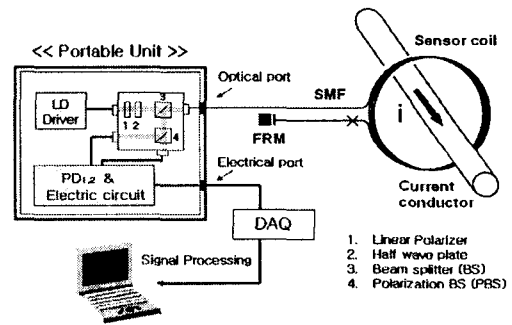 << Portable Unit >>
LD
Driver
1 2
3
4
PD1,2 &
Electric circuit
Optical port
Electrical port
SMF
FRM
Sensor coil
i
Current
conductor
DAQ
Signal Processing
1. Linear Polarizer
2. Half wave plate
3. Beam splitter (BS)
4. Polarization BS (PBS)